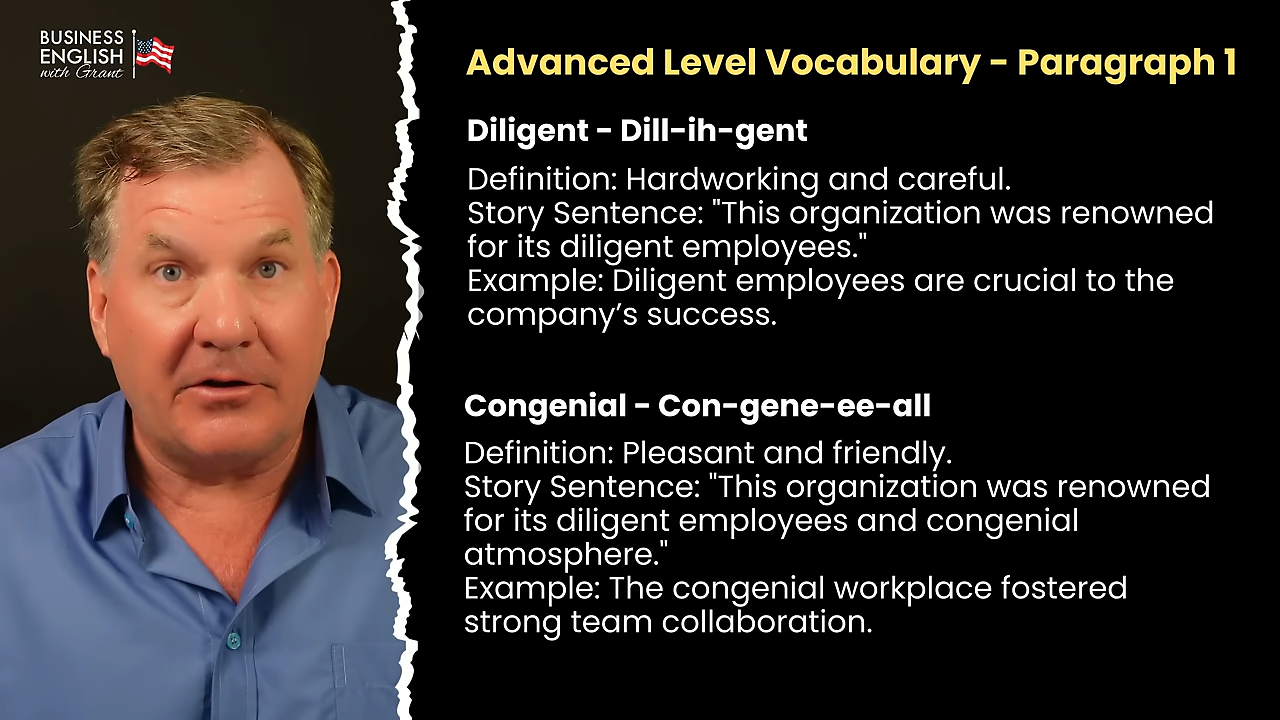 BUSINESS
ENGLISH
with Grant
Advanced Level Vocabulary - Paragraph 1
Diligent - Dill-ih-gent
Definition: Hardworking and careful.
Story Sentence: "This organization was renowned
for its diligent employees."
Example: Diligent employees are crucial to the
company’s success.
Congenial - Con-gene-ee-all
Definition: Pleasant and friendly.
Story Sentence: "This organization was renowned
for its diligent employees and congenial
atmosphere."
Example: The congenial workplace fostered
strong team collaboration.